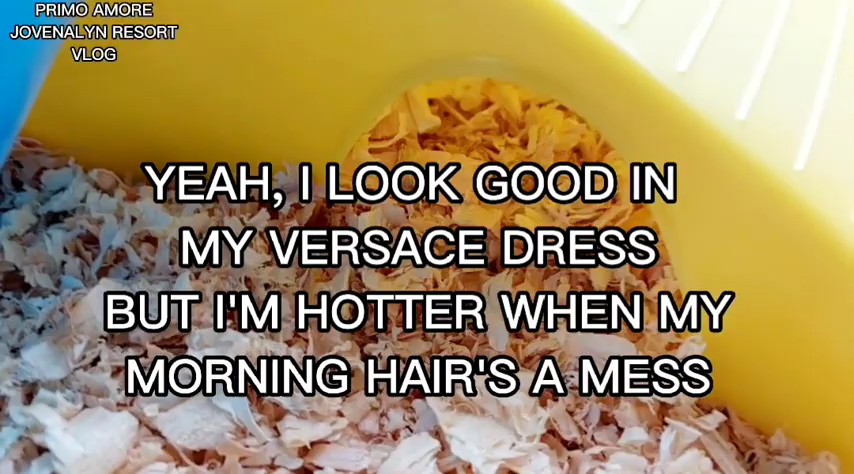 PRIMO AMORE
JOVENALYN RESORT
VLOG
YEAH, I LOOK GOOD IN
MY VERSACE DRESS
BUT I'M HOTTER WHEN MY
MORNING HAIR'S A MESS